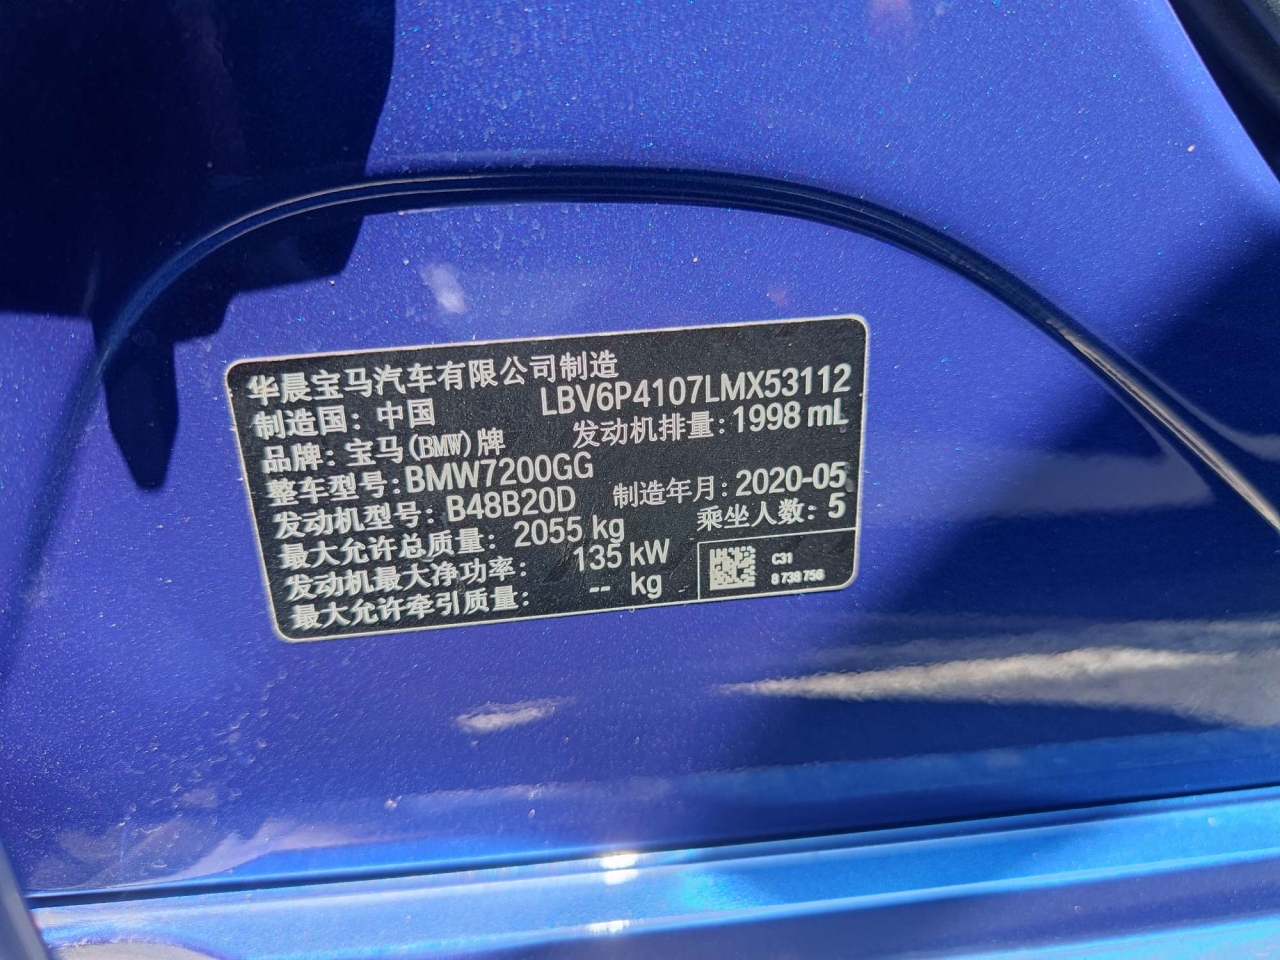 华晨宝马汽车有限公司制造
制造国：中国 LBV6P4107LMX53112
品牌：宝马(BMW)牌 发动机排量：1998 mL
整车型号：BMW7200GG
发动机型号：B48B20D 制造年月：2020-05
最大允许总质量：2055 kg 乘坐人数：5
发动机最大净功率：135 kW
最大允许牵引质量：-- kg
C31
8 738 756